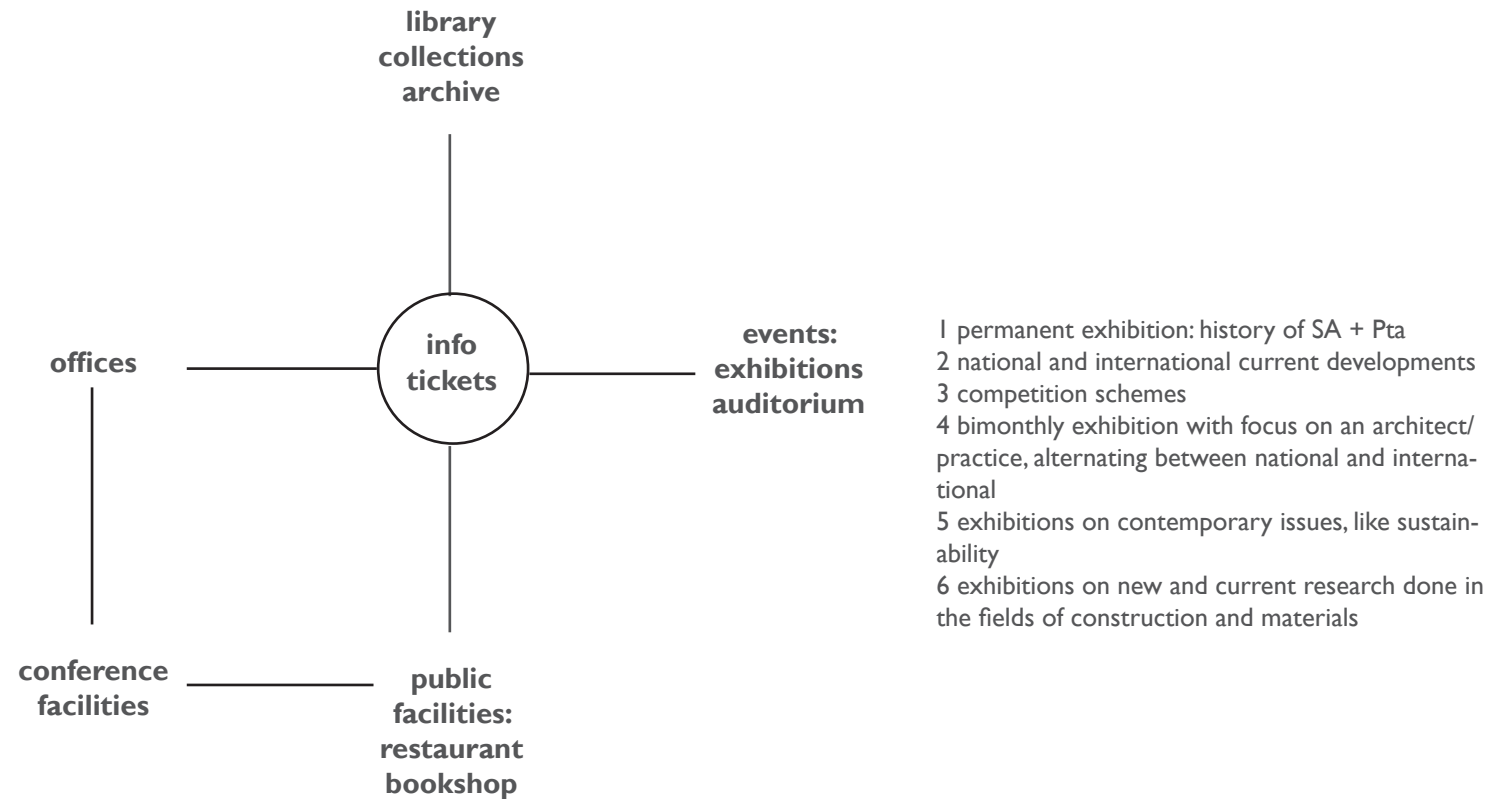 library
collections
archive
info
tickets
offices
events:
exhibitions
auditorium
1 permanent exhibition: history of SA + Pta
2 national and international current developments
3 competition schemes
4 bimonthly exhibition with focus on an architect/
practice, alternating between national and interna-
tional
5 exhibitions on contemporary issues, like sustain-
ability
6 exhibitions on new and current research done in
the fields of construction and materials
conference
facilities
public
facilities:
restaurant
bookshop